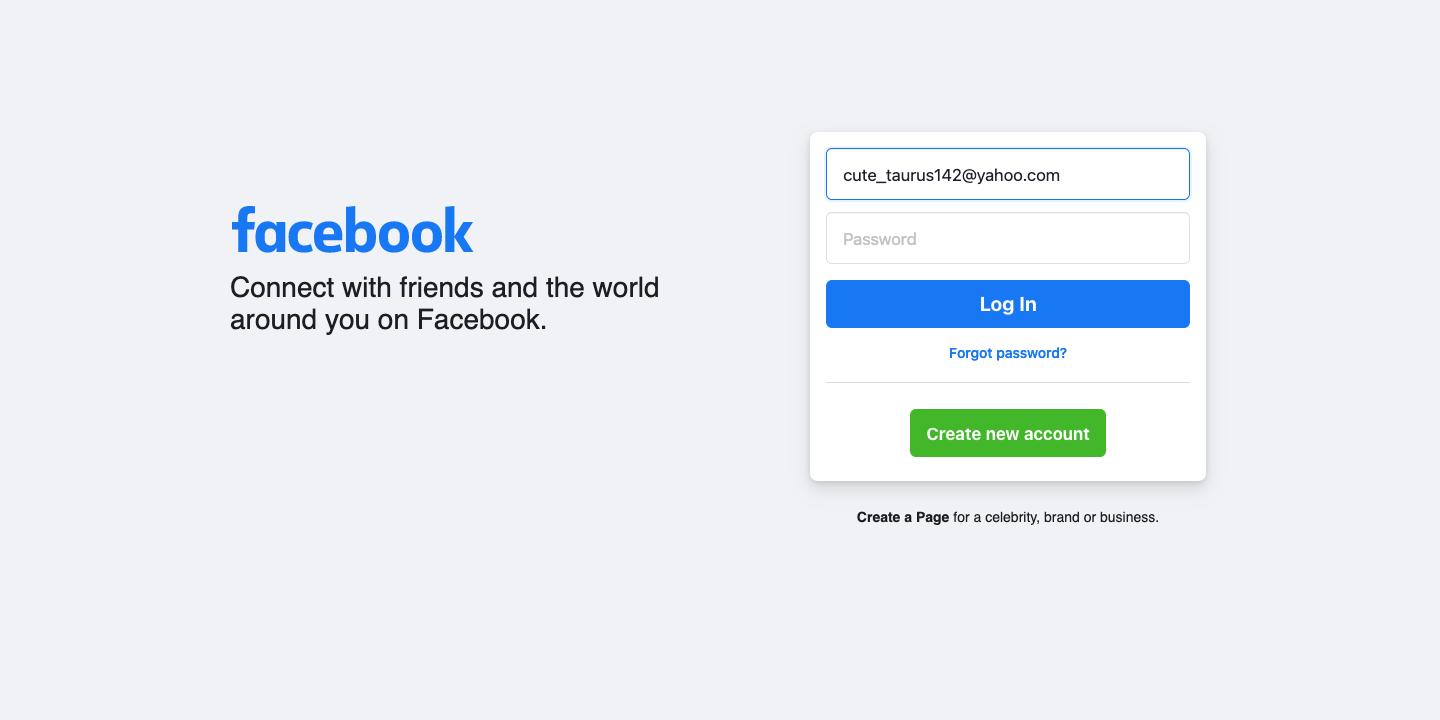 facebook
Connect with friends and the world
around you on Facebook.
cute_taurus142@yahoo.com
Password
Log In
Forgot password?
Create new account
Create a Page for a celebrity, brand or business.